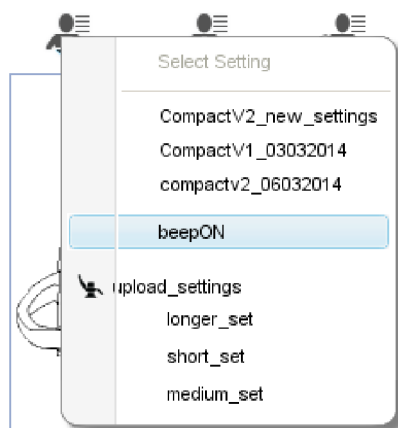 Select Setting
CompactV2_new_settings
CompactV1_03032014
compactv2_06032014
beepON
upload_settings
longer_set
short_set
medium_set